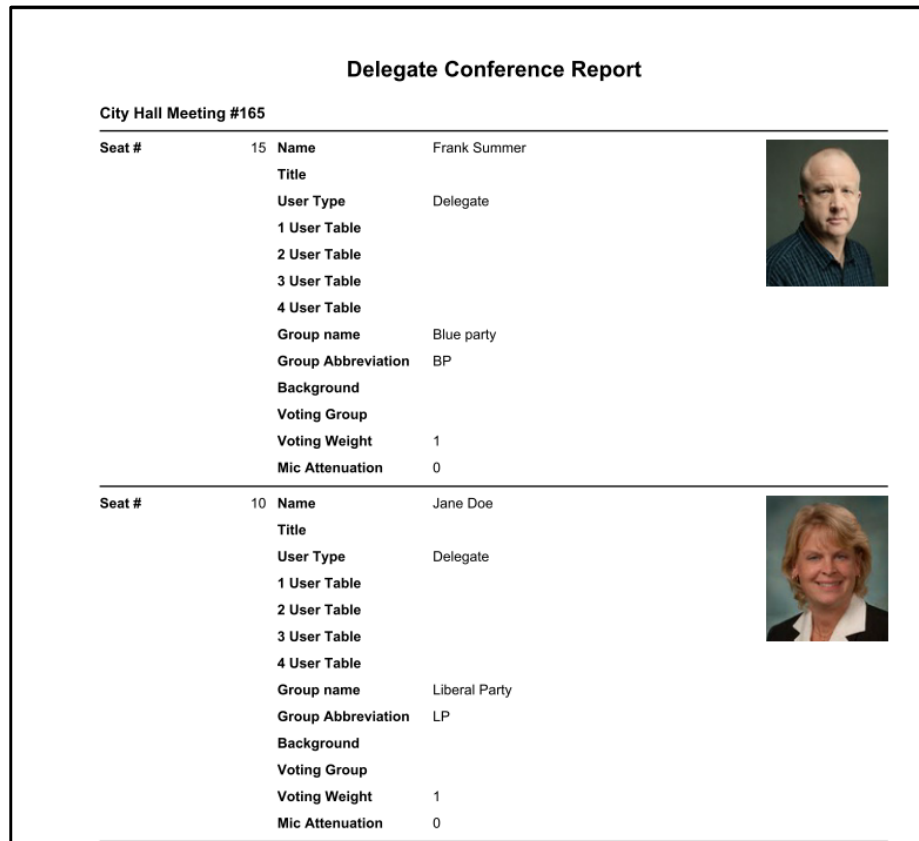 Delegate Conference Report
City Hall Meeting #165
Seat # 15 Name Frank Summer
Title
User Type Delegate
1 User Table
2 User Table
3 User Table
4 User Table
Group name Blue party
Group Abbreviation BP
Background
Voting Group
Voting Weight 1
Mic Attenuation 0
Seat # 10 Name Jane Doe
Title
User Type Delegate
1 User Table
2 User Table
3 User Table
4 User Table
Group name Liberal Party
Group Abbreviation LP
Background
Voting Group
Voting Weight 1
Mic Attenuation 0